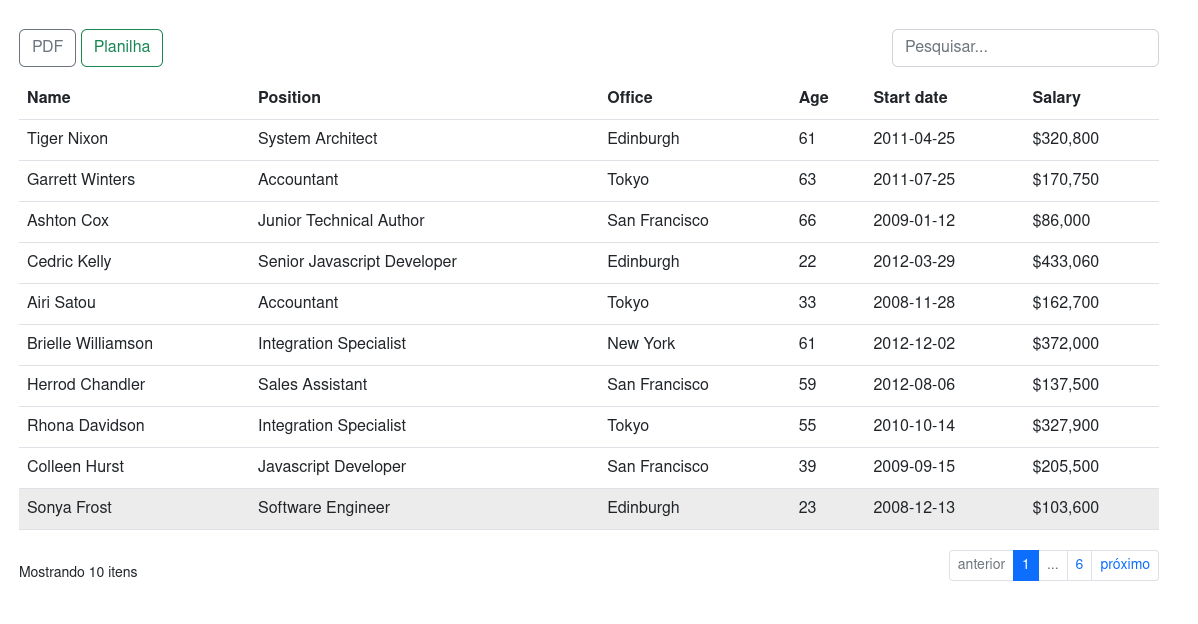 PDF Planilha Pesquisar...
Name Position Office Age Start date Salary
Tiger Nixon System Architect Edinburgh 61 2011-04-25 $320,800
Garrett Winters Accountant Tokyo 63 2011-07-25 $170,750
Ashton Cox Junior Technical Author San Francisco 66 2009-01-12 $86,000
Cedric Kelly Senior Javascript Developer Edinburgh 22 2012-03-29 $433,060
Airi Satou Accountant Tokyo 33 2008-11-28 $162,700
Brielle Williamson Integration Specialist New York 61 2012-12-02 $372,000
Herrod Chandler Sales Assistant San Francisco 59 2012-08-06 $137,500
Rhona Davidson Integration Specialist Tokyo 55 2010-10-14 $327,900
Colleen Hurst Javascript Developer San Francisco 39 2009-09-15 $205,500
Sonya Frost Software Engineer Edinburgh 23 2008-12-13 $103,600
Mostrando 10 itens anterior 1 ... 6 próximo